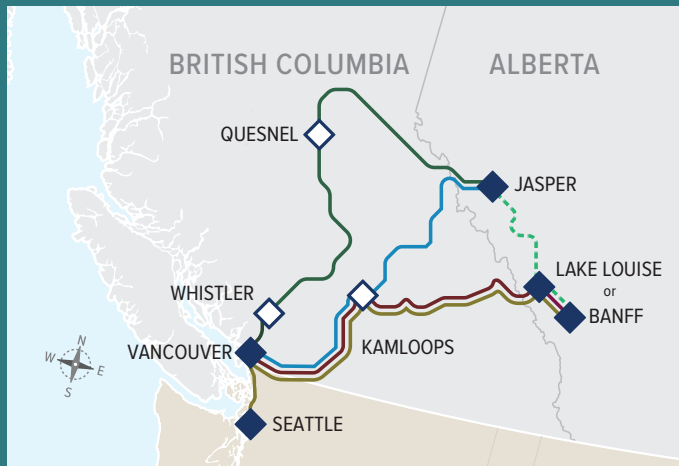 BRITISH COLUMBIA
ALBERTA
QUESNEL
JASPER
LAKE LOUISE
or
BANFF
WHISTLER
VANCOUVER
KAMLOOPS
SEATTLE
N
W
E
S